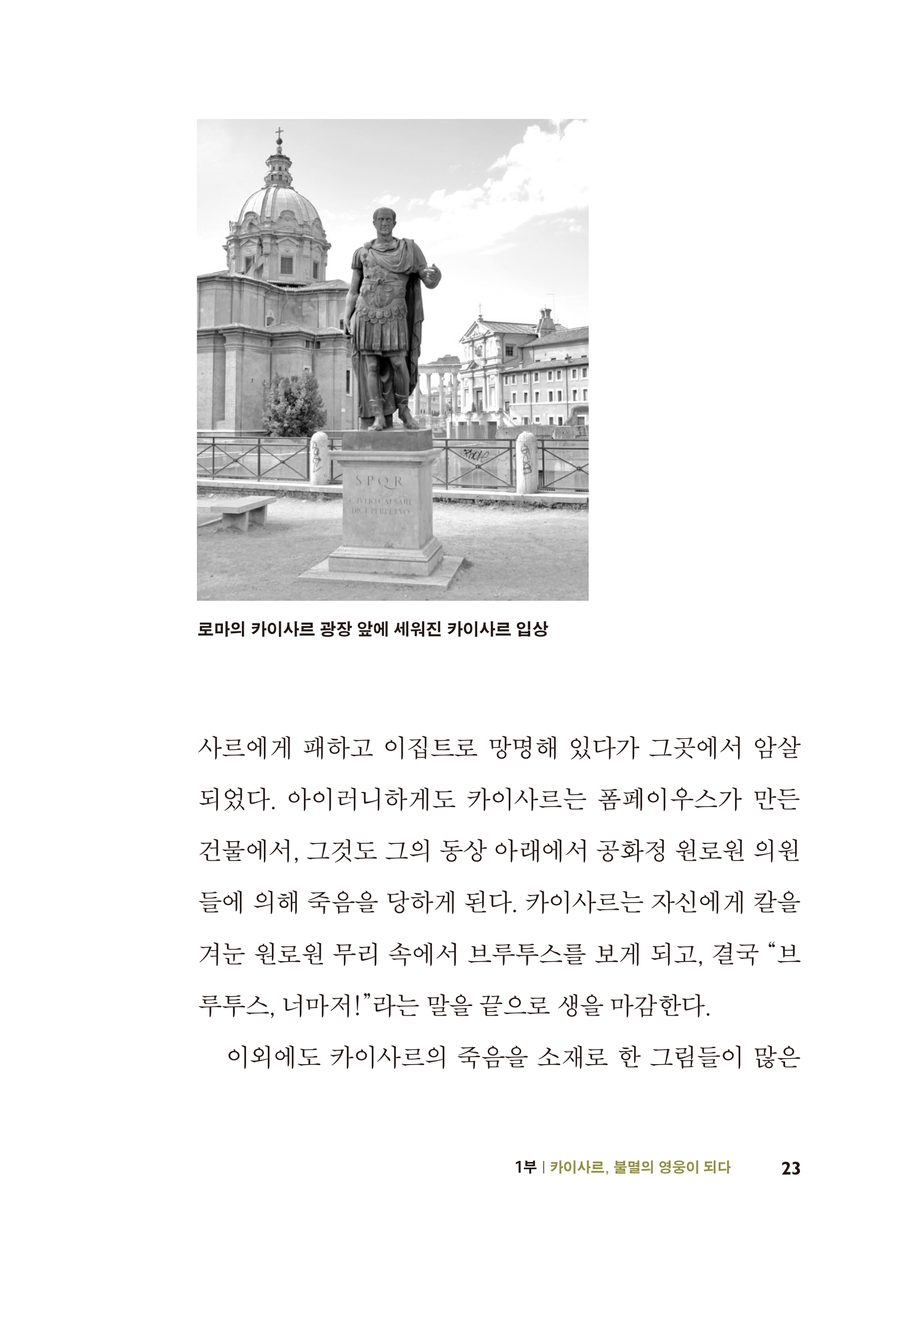 SPQR
로마의 카이사르 광장 앞에 세워진 카이사르 입상
사르에게 패하고 이집트로 망명해 있다가 그곳에서 암살
되었다. 아이러니하게도 카이사르는 폼페이우스가 만든
건물에서, 그것도 그의 동상 아래에서 공화정 원로원 의원
들에 의해 죽음을 당하게 된다. 카이사르는 자신에게 칼을
겨눈 원로원 무리 속에서 브루투스를 보게 되고, 결국 “브
루투스, 너마저!”라는 말을 끝으로 생을 마감한다.
이외에도 카이사르의 죽음을 소재로 한 그림들이 많은
1부 | 카이사르, 불멸의 영웅이 되다 23